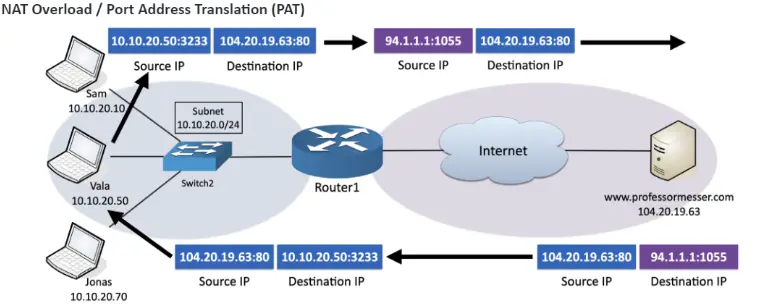 NAT Overload / Port Address Translation (PAT)
10.10.20.50:3233 104.20.19.63:80 94.1.1.1:1055 104.20.19.63:80
Source IP Destination IP Source IP Destination IP
Sam
10.10.20.10
Subnet
10.10.20.0/24
Internet
Switch2
Router1
Vala
10.10.20.50
www.professormesser.com
104.20.19.63
104.20.19.63:80 10.10.20.50:3233 104.20.19.63:80 94.1.1.1:1055
Source IP Destination IP Source IP Destination IP
Jonas
10.10.20.70